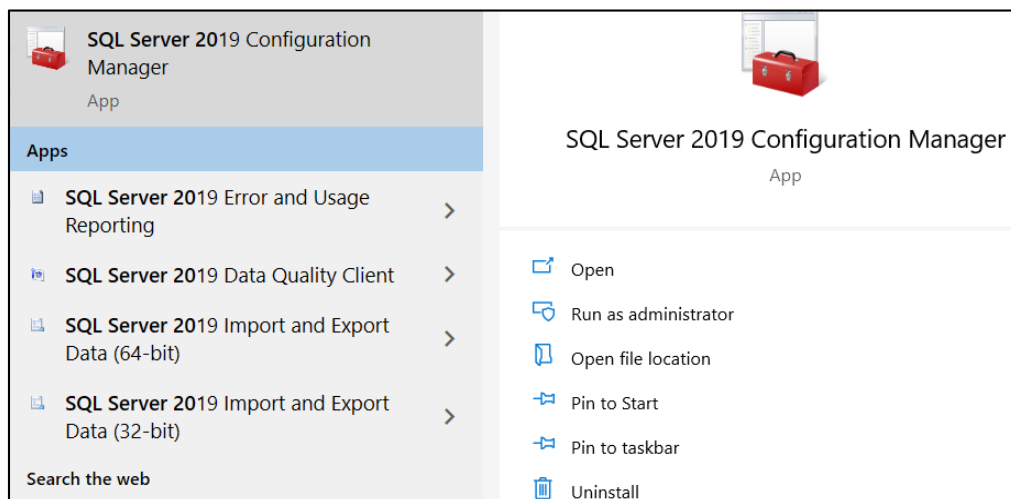 SQL Server 2019 Configuration
Manager
App
Apps
SQL Server 2019 Error and Usage
Reporting
SQL Server 2019 Data Quality Client
SQL Server 2019 Import and Export
Data (64-bit)
SQL Server 2019 Import and Export
Data (32-bit)
Search the web
SQL Server 2019 Configuration Manager
App
Open
Run as administrator
Open file location
Pin to Start
Pin to taskbar
Uninstall